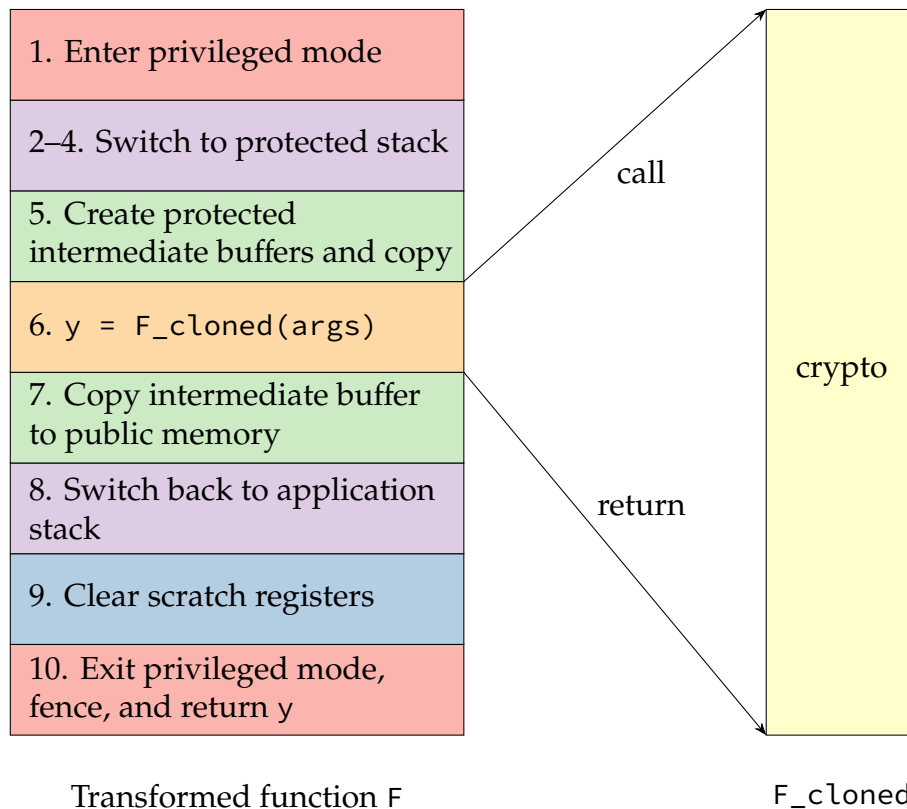 1. Enter privileged mode
2–4. Switch to protected stack
5. Create protected
intermediate buffers and copy
6. y = F_cloned(args)
7. Copy intermediate buffer
to public memory
8. Switch back to application
stack
9. Clear scratch registers
10. Exit privileged mode,
fence, and return y
Transformed function F
call
return
crypto
F_cloned